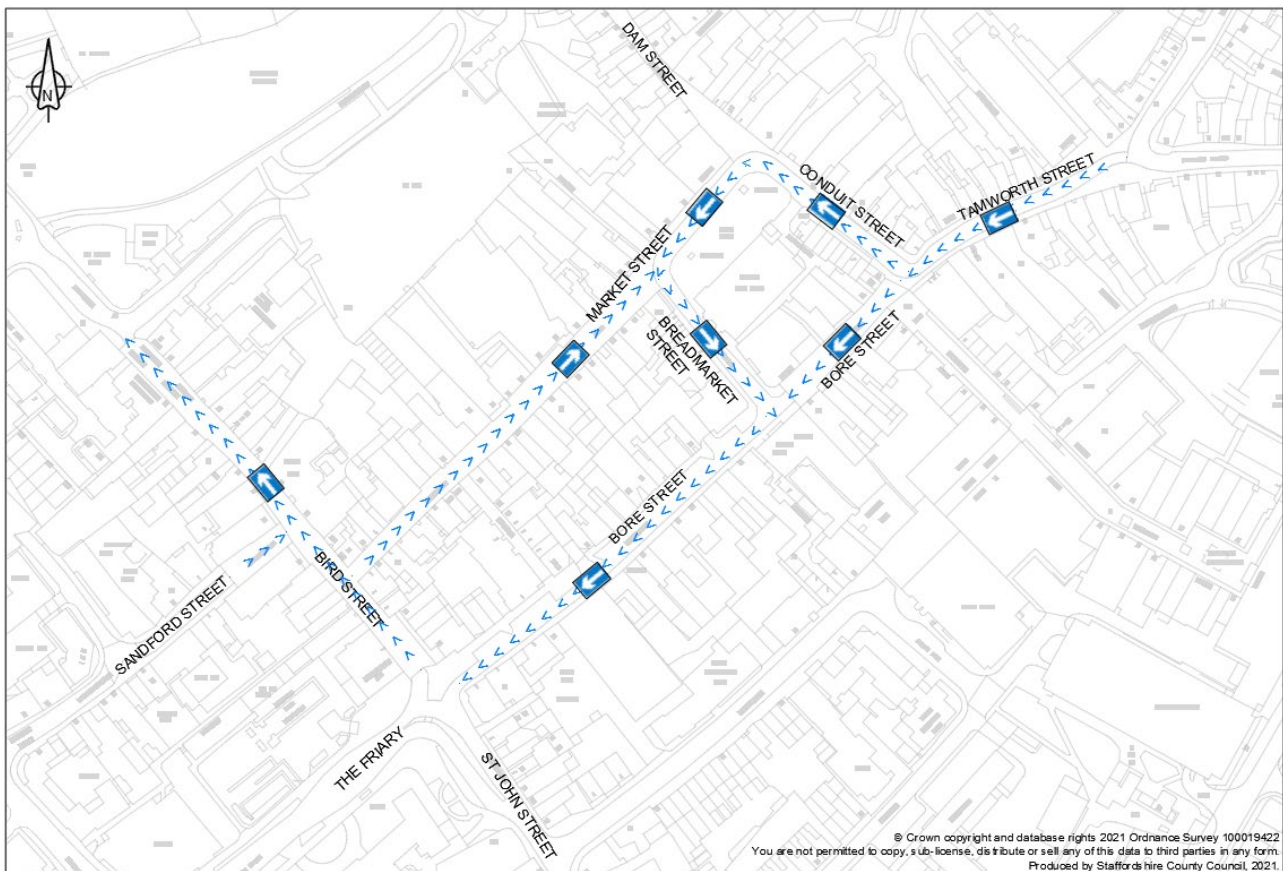 N
DAM STREET
CONDUIT STREET
TAMWORTH STREET
MARKET STREET
BREADMARKET
STREET
BORE STREET
BORE STREET
BIRD STREET
SANDFORD STREET
THE FRIARY
ST JOHN STREET
© Crown copyright and database rights 2021 Ordnance Survey 100019422
You are not permitted to copy, sub-license, distribute or sell any of this data to third parties in any form.
Produced by Staffordshire County Council, 2021.